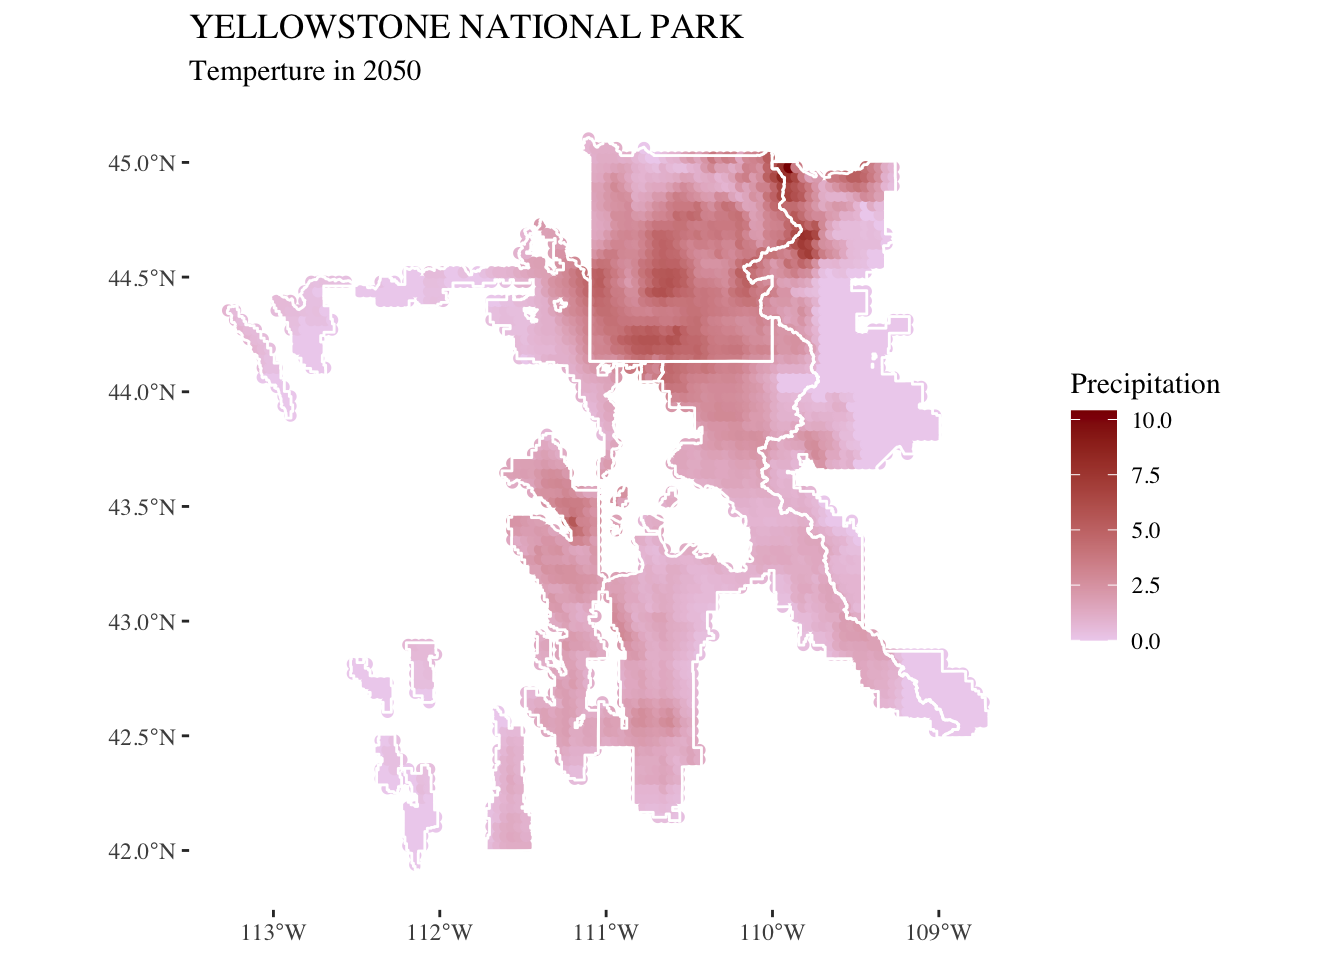 YELLOWSTONE NATIONAL PARK
Temperture in 2050
45.0°N
44.5°N
44.0°N
43.5°N
43.0°N
42.5°N
42.0°N
113°W
112°W
111°W
110°W
109°W
Precipitation
10.0
7.5
5.0
2.5
0.0